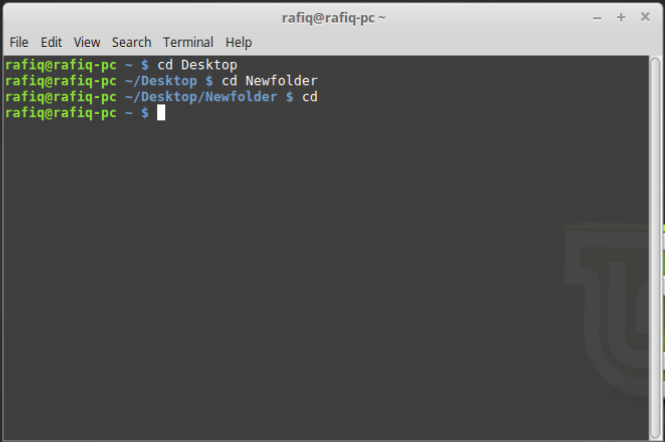 rafiq@rafiq-pc ~
File Edit View Search Terminal Help
rafiq@rafiq-pc ~ $ cd Desktop
rafiq@rafiq-pc ~/Desktop $ cd Newfolder
rafiq@rafiq-pc ~/Desktop/Newfolder $ cd
rafiq@rafiq-pc ~ $